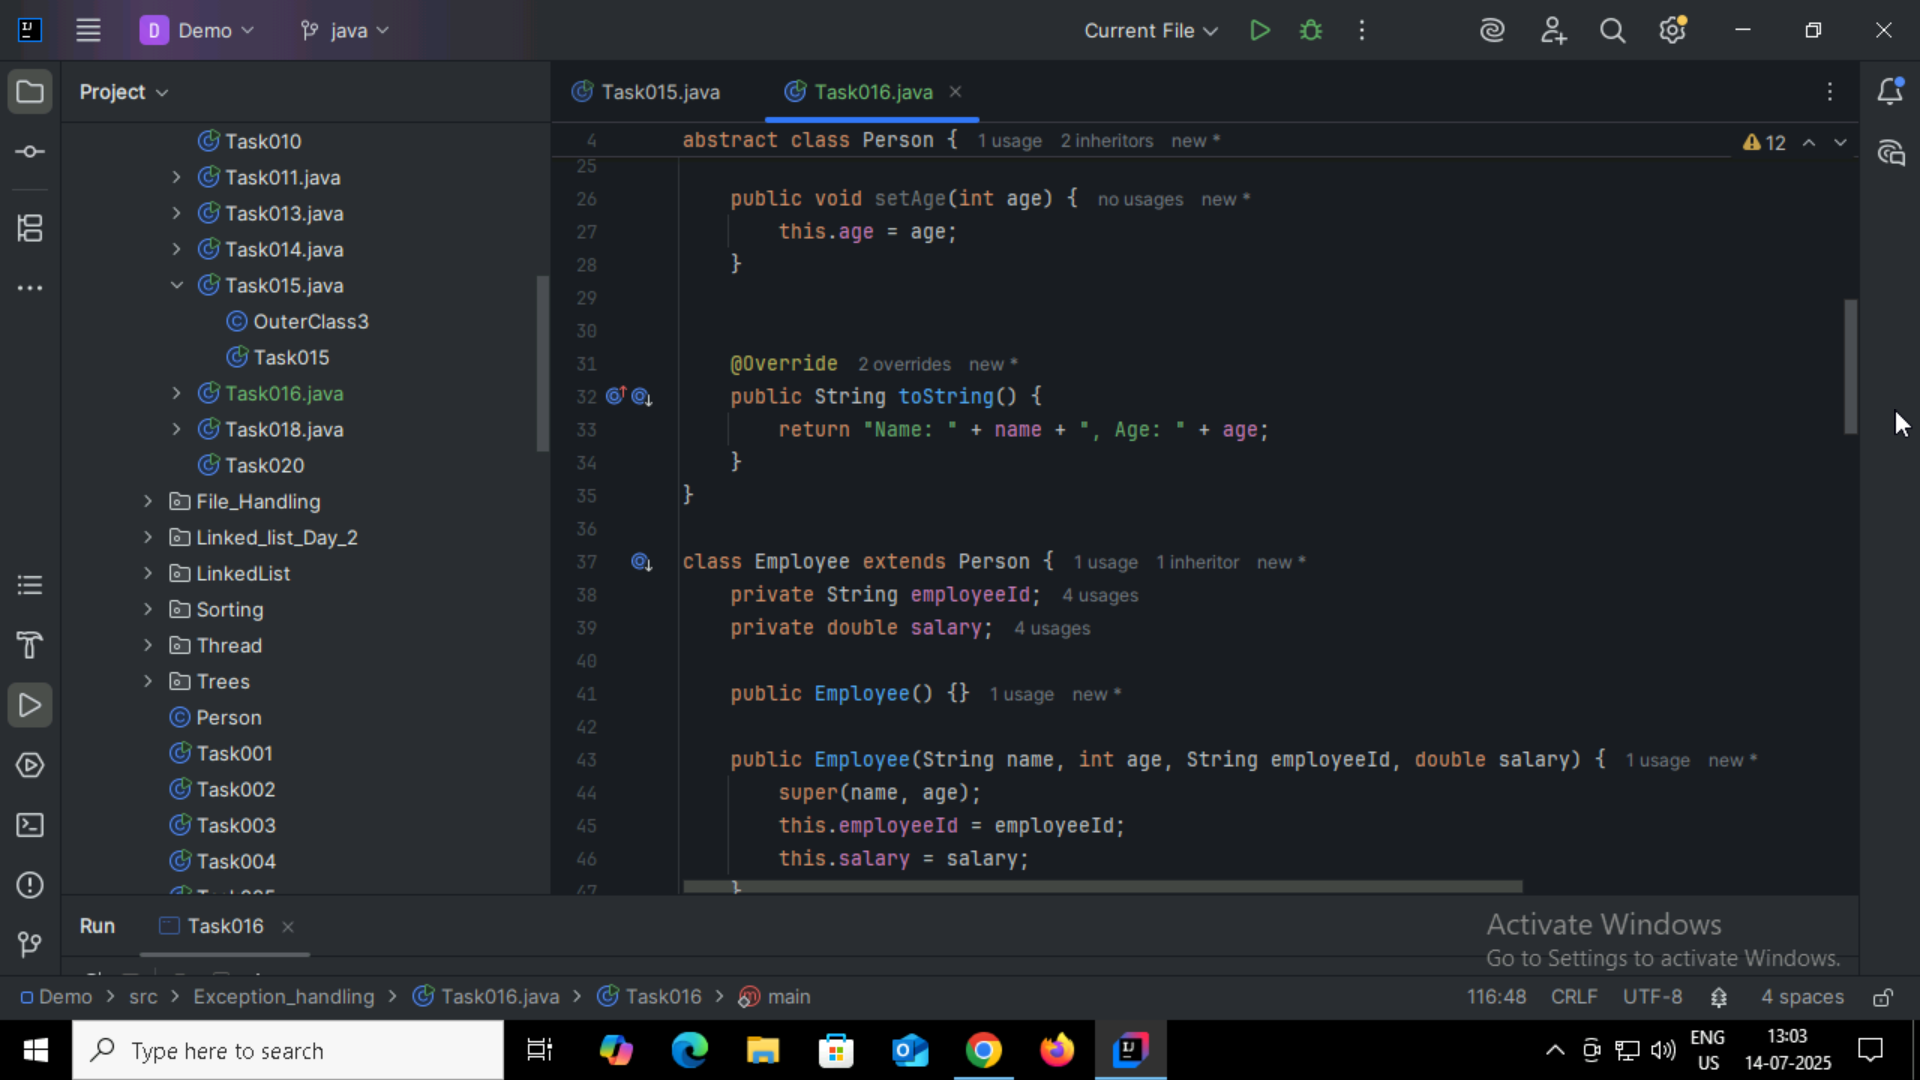 Demo
java
Current File
Project
Task015.java
Task016.java
Task010
Task011.java
Task013.java
Task014.java
Task015.java
OuterClass3
Task015
Task016.java
Task018.java
Task020
File_Handling
Linked_list_Day_2
LinkedList
Sorting
Thread
Trees
Person
Task001
Task002
Task003
Task004
4 abstract class Person { 1 usage 2 inheritors new *
12
25
26 public void setAge(int age) { no usages new *
27 this.age = age;
28 }
29
30
31 @Override 2 overrides new *
32 public String toString() {
33 return "Name: " + name + ", Age: " + age;
34 }
35 }
36
37 class Employee extends Person { 1 usage 1 inheritor new *
38 private String employeeId; 4 usages
39 private double salary; 4 usages
40
41 public Employee() {} 1 usage new *
42
43 public Employee(String name, int age, String employeeId, double salary) { 1 usage new *
44 super(name, age);
45 this.employeeId = employeeId;
46 this.salary = salary;
47 }
Run Task016
Activate Windows
Go to Settings to activate Windows.
Demo > src > Exception_handling > Task016.java > Task016 > main
116:48 CRLF UTF-8 4 spaces
Type here to search
ENG
US
13:03
14-07-2025